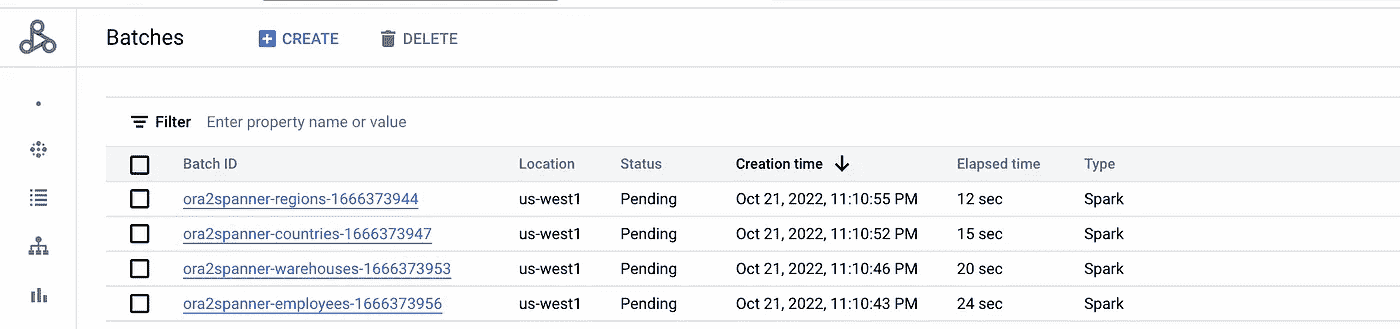 Batches CREATE DELETE
Filter Enter property name or value
Batch ID Location Status Creation time Elapsed time Type
ora2spanner-regions-1666373944 us-west1 Pending Oct 21, 2022, 11:10:55 PM 12 sec Spark
ora2spanner-countries-1666373947 us-west1 Pending Oct 21, 2022, 11:10:52 PM 15 sec Spark
ora2spanner-warehouses-1666373953 us-west1 Pending Oct 21, 2022, 11:10:46 PM 20 sec Spark
ora2spanner-employees-1666373956 us-west1 Pending Oct 21, 2022, 11:10:43 PM 24 sec Spark